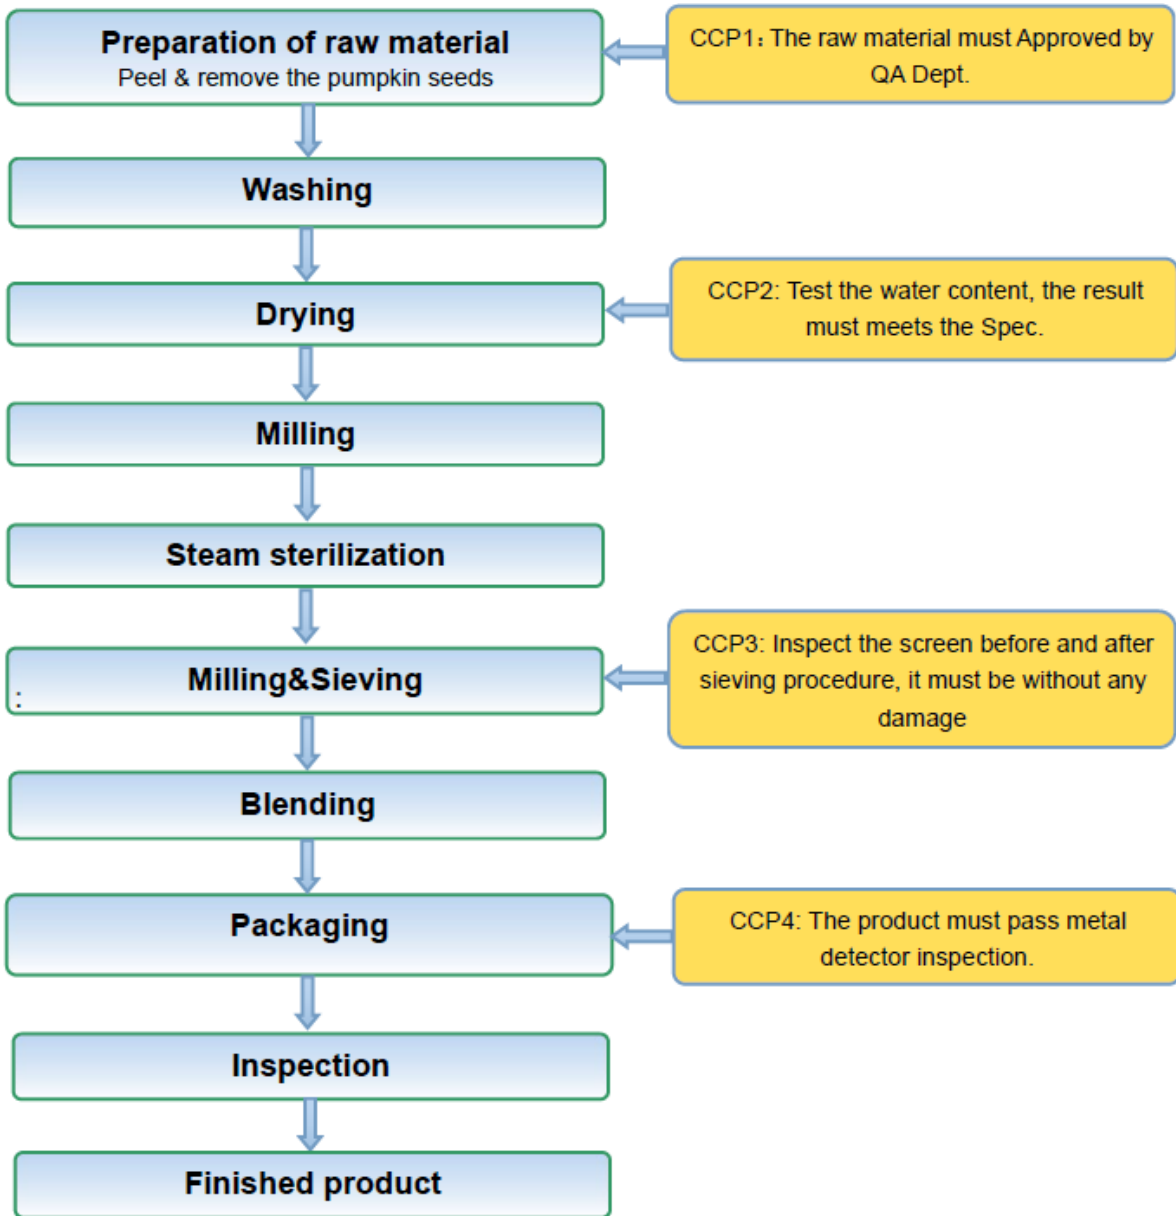 Preparation of raw material
Peel & remove the pumpkin seeds
CCP1：The raw material must Approved by
QA Dept.
Washing
Drying
CCP2: Test the water content, the result
must meets the Spec.
Milling
Steam sterilization
Milling&Sieving
:
CCP3: Inspect the screen before and after
sieving procedure, it must be without any
damage
Blending
Packaging
CCP4: The product must pass metal
detector inspection.
Inspection
Finished product